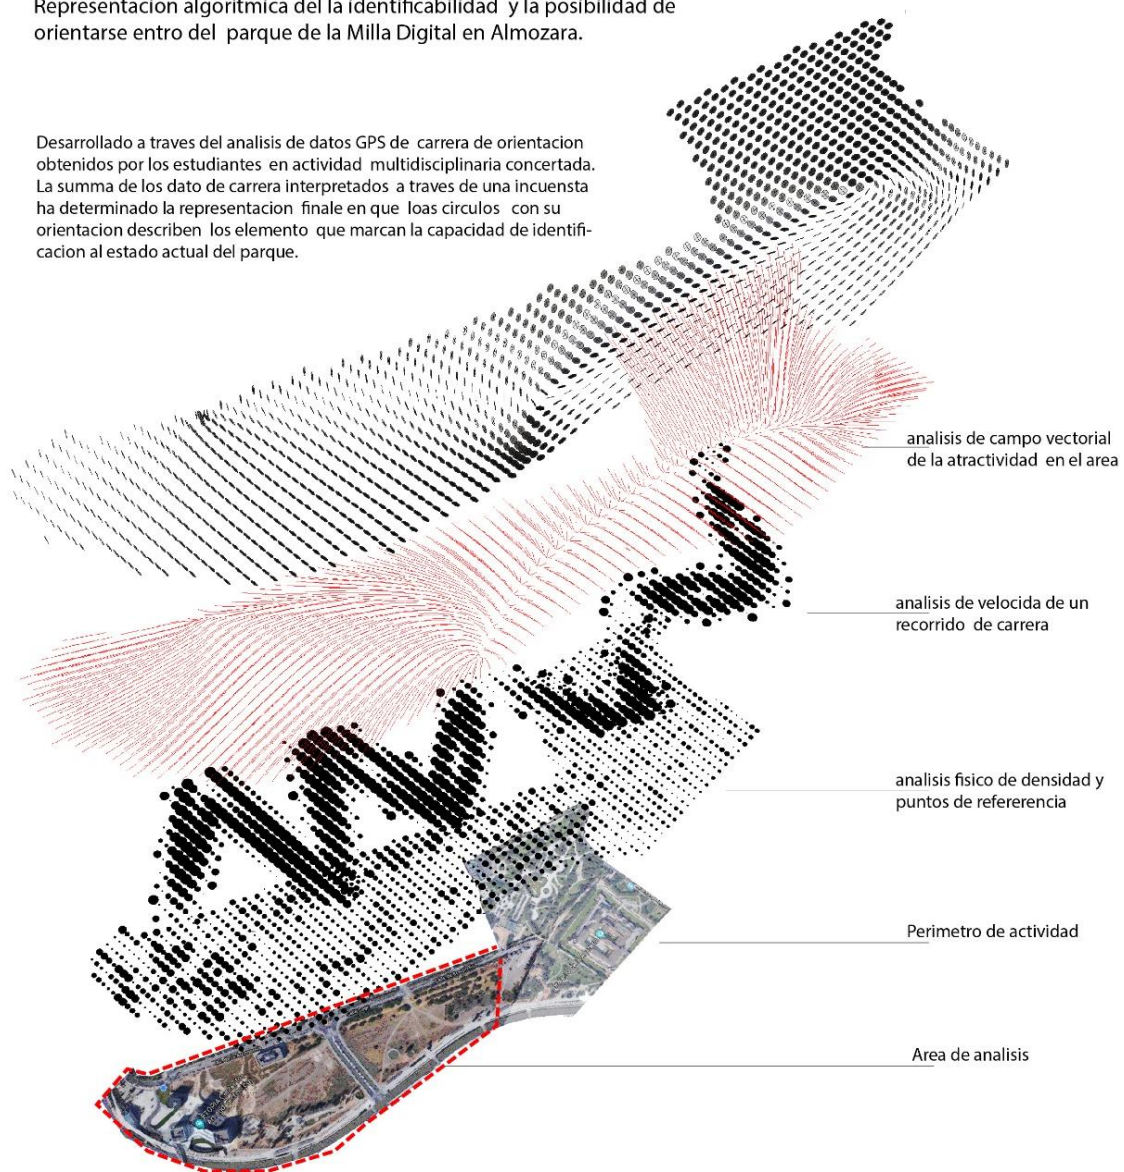 Representacion algoritmica del la identificabilidad y la posibilidad de
orientarse entro del parque de la Milla Digital en Almozara.
Desarrollado a traves del analisis de datos GPS de carrera de orientacion
obtenidos por los estudiantes en actividad multidisciplinaria concertada.
La summa de los dato de carrera interpretados a traves de una incuensta
ha determinado la representacion finale en que loas circulos con su
orientacion describen los elemento que marcan la capacidad de identifi-
cacion al estado actual del parque.
analisis de campo vectorial
de la atractividad en el area
analisis de velocida de un
recorrido de carrera
analisis fisico de densidad y
puntos de refererencia
Perimetro de actividad
Area de analisis